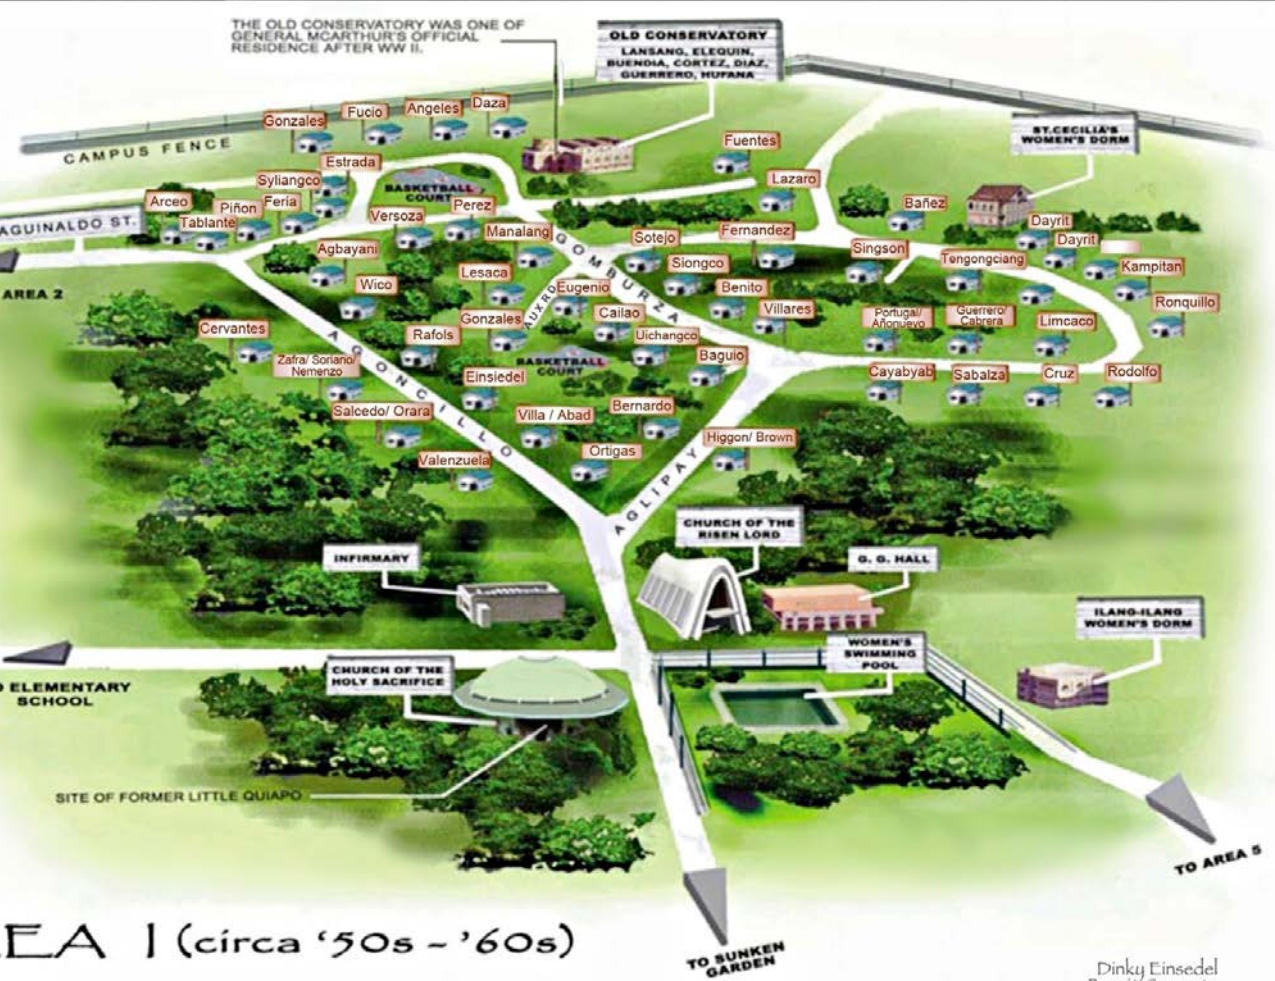 THE OLD CONSERVATORY WAS ONE OF
GENERAL MCARTHUR'S OFFICIAL
RESIDENCE AFTER WW II.
OLD CONSERVATORY
LANSANG, ELEQUIN,
BUENDIA, CORTEZ, DIAZ,
GUERRERO, HUFANA
Gonzales
Fucio
Angeles
Daza
CAMPUS FENCE
ST.CECILIA'S
WOMEN'S DORM
Fuentes
Estrada
Syliangco
BASKETBALL
COURT
Lazaro
Arceo
Piñon
Feria
Tablante
Versoza
Perez
Bañez
AGUINALDO ST.
Manalang
GOMBURZA
Sotejo
Fernandez
Dayrit
Dayrit
Singson
Agbayani
Siongco
Tengongciang
Kampitan
AREA 2
Wico
Lesaca
Eugenio
Benito
Ronquillo
AUX RD
Villares
Portugal/
Añonuevo
Guerrero/
Cabrera
Limcaco
Cervantes
Rafols
Gonzales
Cailao
Uichangco
AGONCILLO
BASKETBALL
COURT
Baguio
Zafra/ Soriano/
Nemenzo
Einsiedel
Cayabyab
Sabalza
Cruz
Rodolfo
Salcedo/ Orara
Villa / Abad
Bernardo
Valenzuela
Ortigas
Higgon/ Brown
AGLIPAY
CHURCH OF THE
RISEN LORD
INFIRMARY
G. G. HALL
ILANG-ILANG
WOMEN'S DORM
WOMEN'S
SWIMMING
POOL
CHURCH OF THE
HOLY SACRIFICE
O ELEMENTARY
SCHOOL
SITE OF FORMER LITTLE QUIAPO
TO AREA 5
EA 1 (circa '50s - '60s)
TO SUNKEN
GARDEN
Dinky Einsedel